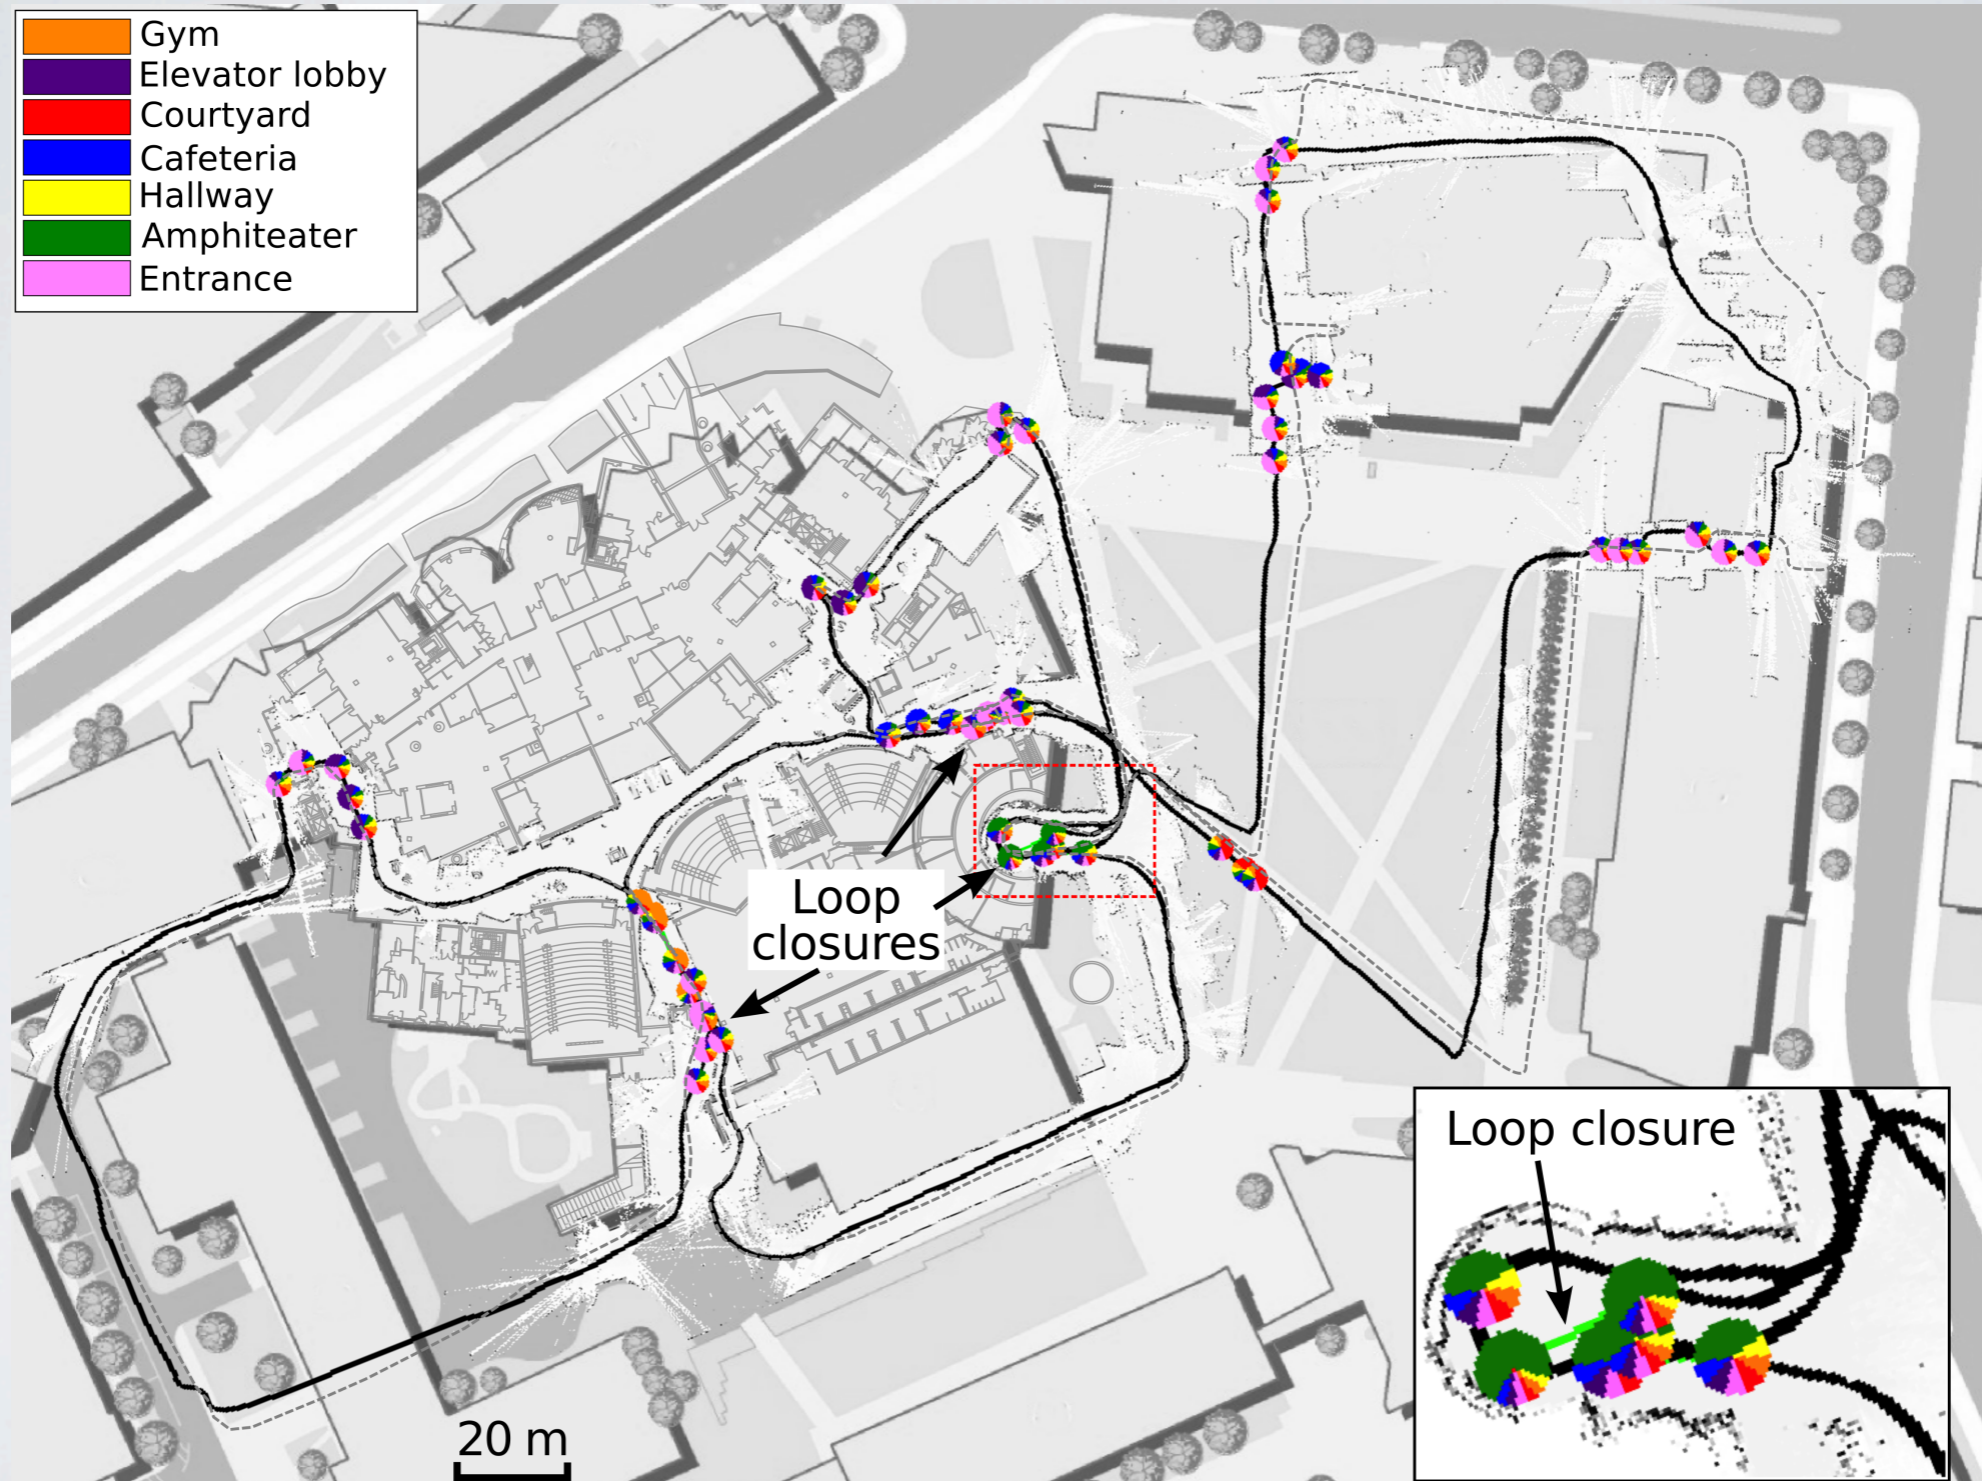 Gym
Elevator lobby
Courtyard
Cafeteria
Hallway
Amphiteater
Entrance
Loop
closures
Loop closure
20 m